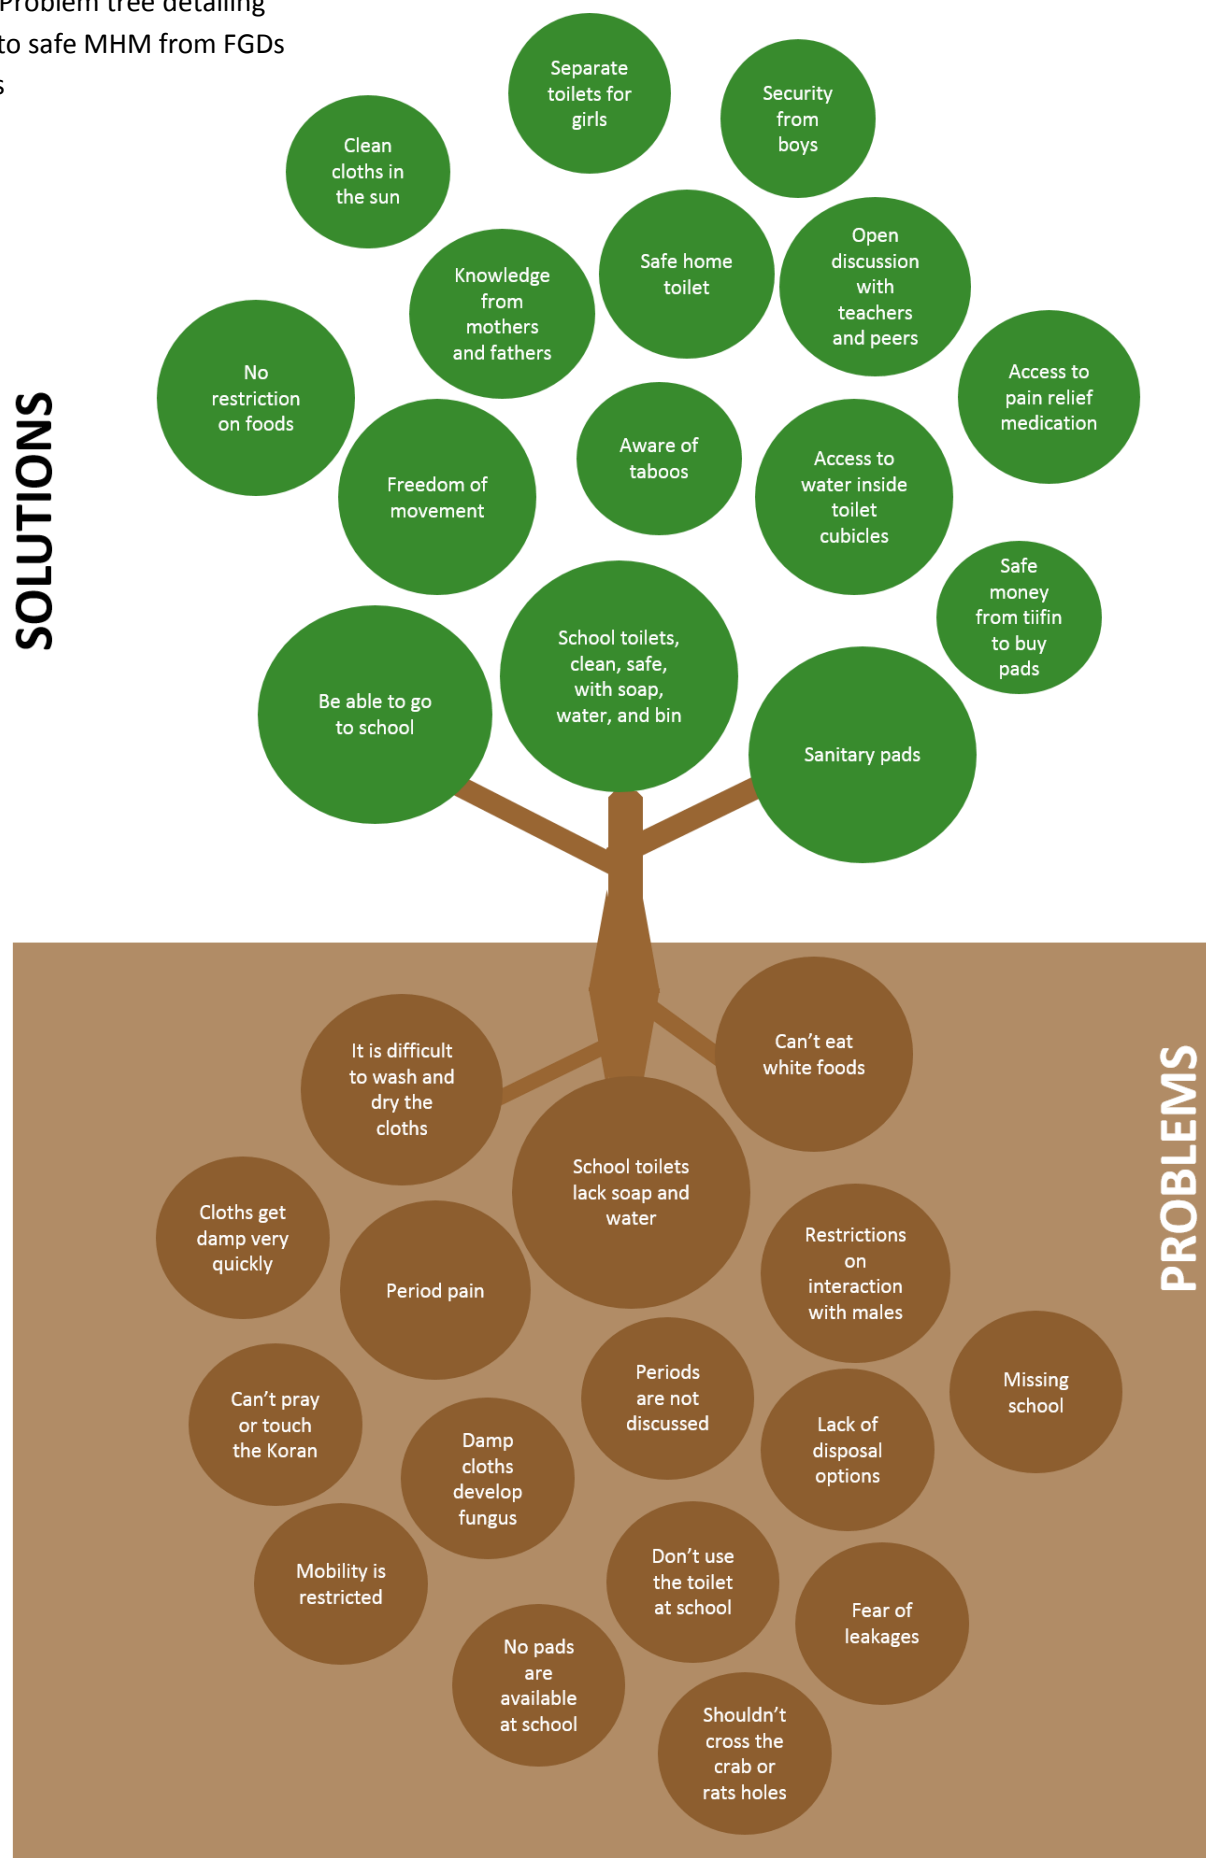 Problem tree detailing
to safe MHM from FGDs
s
Separate
toilets for
girls
Security
from
boys
Clean
cloths in
the sun
Open
discussion
with
teachers
and peers
Safe home
toilet
Knowledge
from
mothers
and fathers
No
restriction
on foods
Access to
pain relief
medication
SOLUTIONS
Aware of
taboos
Access to
water inside
toilet
cubicles
Freedom of
movement
Safe
money
from tiifin
to buy
pads
School toilets,
clean, safe,
with soap,
water, and bin
Be able to go
to school
Sanitary pads
Can't eat
white foods
It is difficult
to wash and
dry the
cloths
PROBLEMS
School toilets
lack soap and
water
Cloths get
damp very
quickly
Restrictions
on
interaction
with males
Period pain
Periods
are not
discussed
Missing
school
Can't pray
or touch
the Koran
Lack of
disposal
options
Damp
cloths
develop
fungus
Don't use
the toilet
at school
Mobility is
restricted
Fear of
leakages
No pads
are
available
at school
Shouldn't
cross the
crab or
rats holes